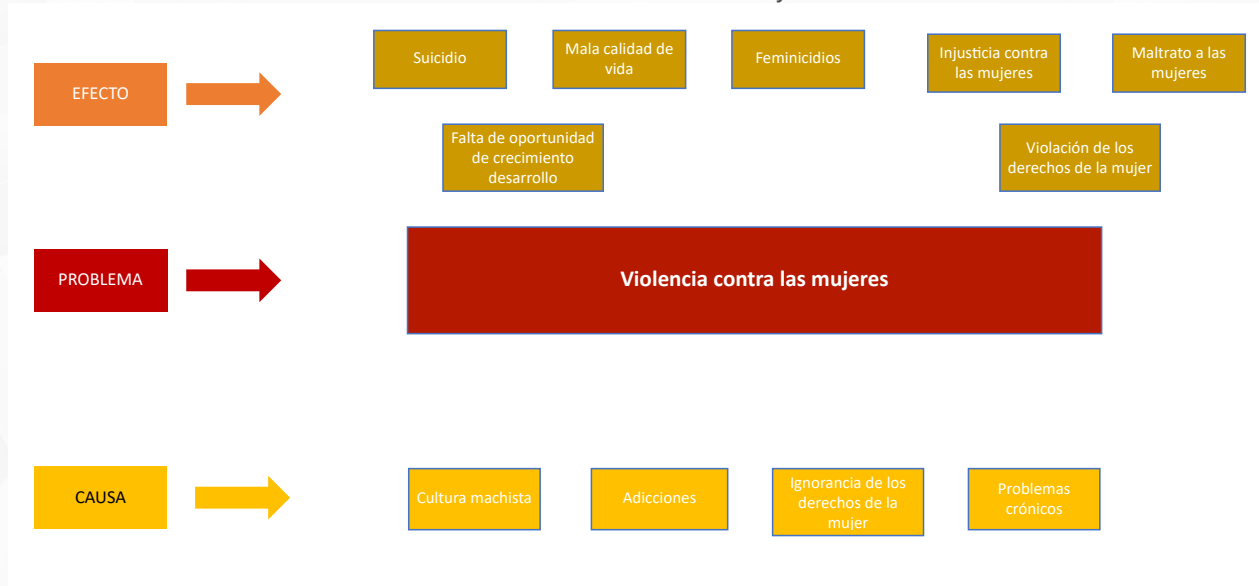 Suicidio
Mala calidad de
vida
Feminicidios
Injusticia contra
las mujeres
Maltrato a las
mujeres
EFECTO
Falta de oportunidad
de crecimiento
desarrollo
Violación de los
derechos de la mujer
PROBLEMA
Violencia contra las mujeres
CAUSA
Cultura machista
Adicciones
Ignorancia de los
derechos de la
mujer
Problemas
crónicos